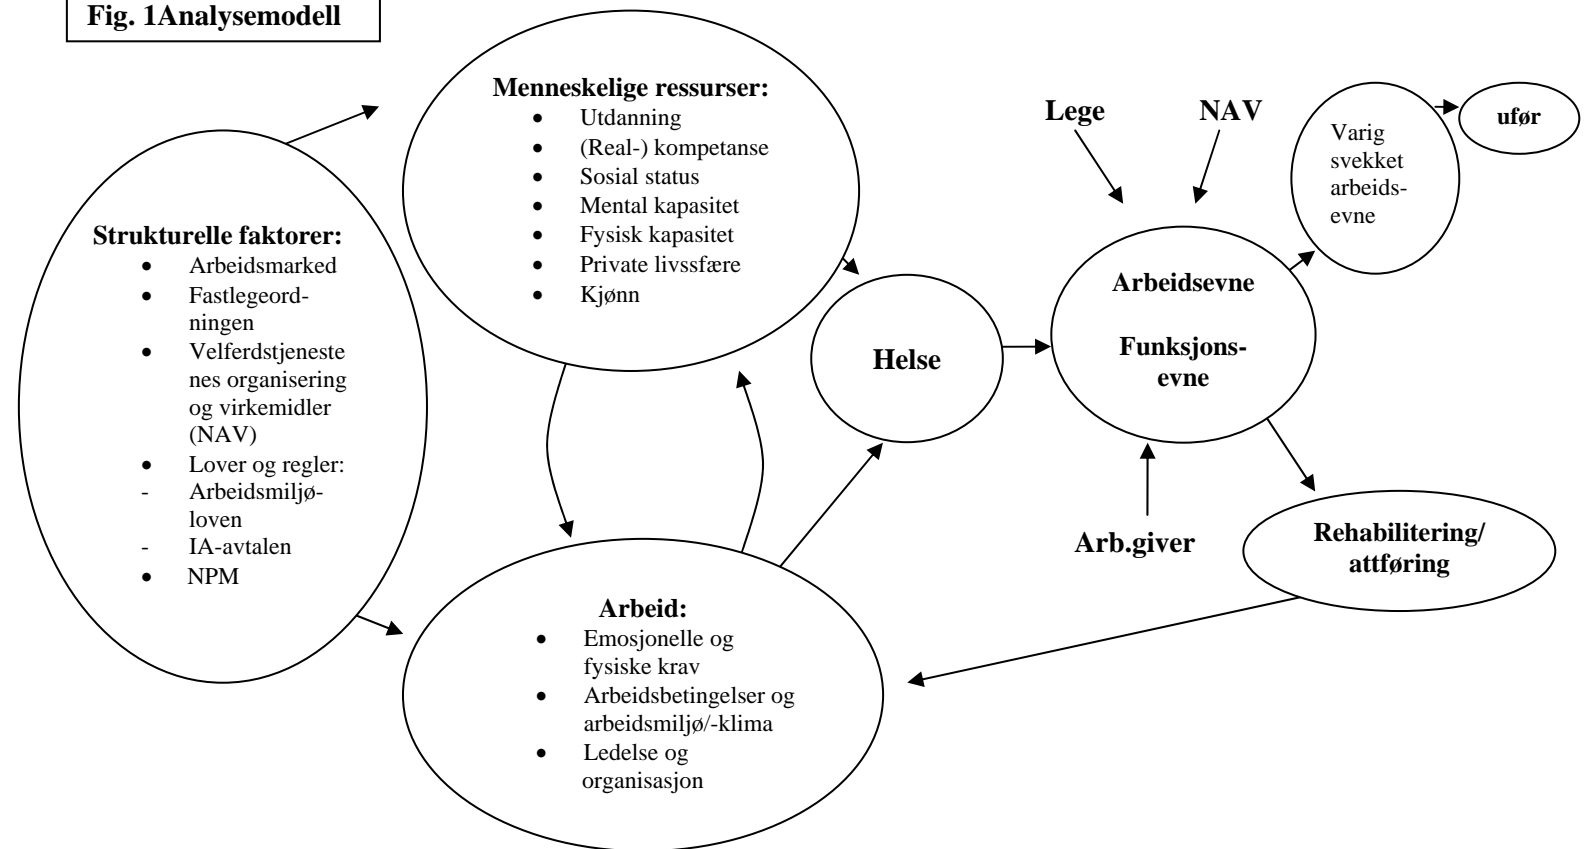 Fig. 1Analysemodell
Strukturelle faktorer:
• Arbeidsmarked
• Fastlegeord-
ningen
• Velferdstjeneste
nes organisering
og virkemidler
(NAV)
• Lover og regler:
- Arbeidsmiljø-
loven
- IA-avtalen
• NPM
Menneskelige ressurser:
• Utdanning
• (Real-) kompetanse
• Sosial status
• Mental kapasitet
• Fysisk kapasitet
• Private livssfære
• Kjønn
Arbeid:
• Emosjonelle og
fysiske krav
• Arbeidsbetingelser og
arbeidsmiljø/-klima
• Ledelse og
organisasjon
Helse
Lege
NAV
Arbeidsevne
Funksjons-
evne
Arb.giver
Varig
svekket
arbeids-
evne
ufør
Rehabilitering/
attføring